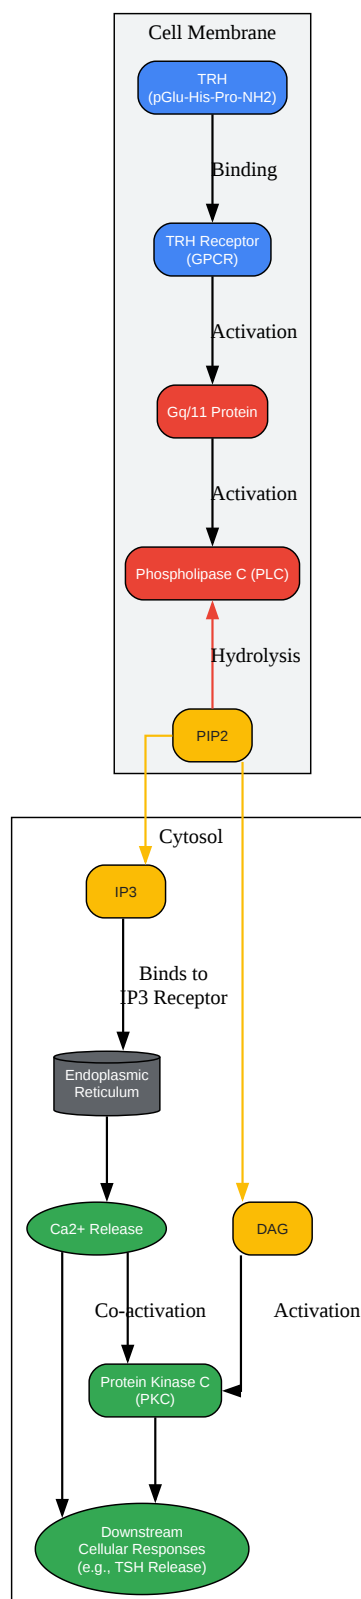 Cell Membrane
TRH
(pGlu-His-Pro-NH2)
Binding
TRH Receptor
(GPCR)
Activation
Gq/11 Protein
Activation
Phospholipase C (PLC)
Hydrolysis
PIP2
Cytosol
IP3
Binds to
IP3 Receptor
Endoplasmic
Reticulum
Ca2+ Release
DAG
Co-activation
Activation
Protein Kinase C
(PKC)
Downstream
Cellular Responses
(e.g., TSH Release)